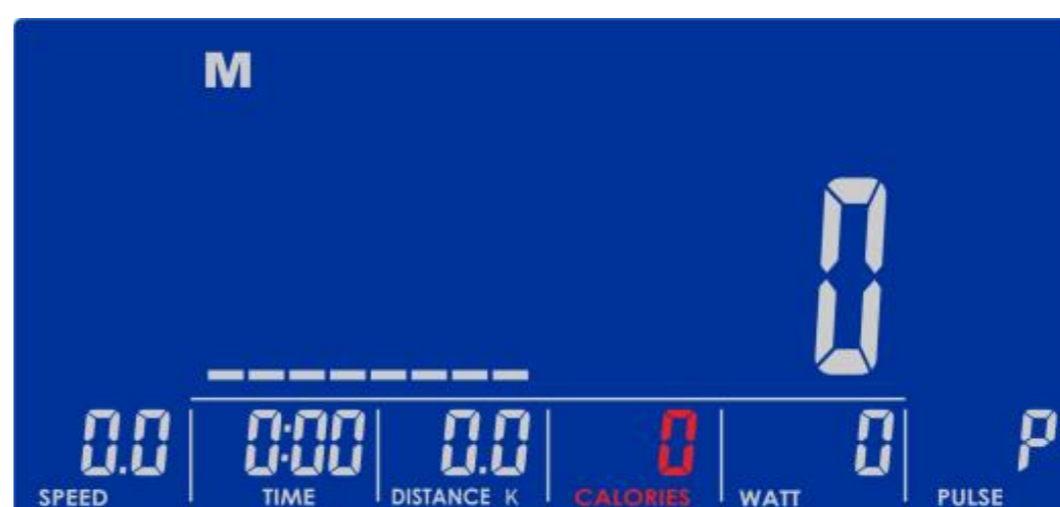 M
0
0.0 0:00 0.0 0 0 P
SPEED TIME DISTANCE K CALORIES WATT PULSE